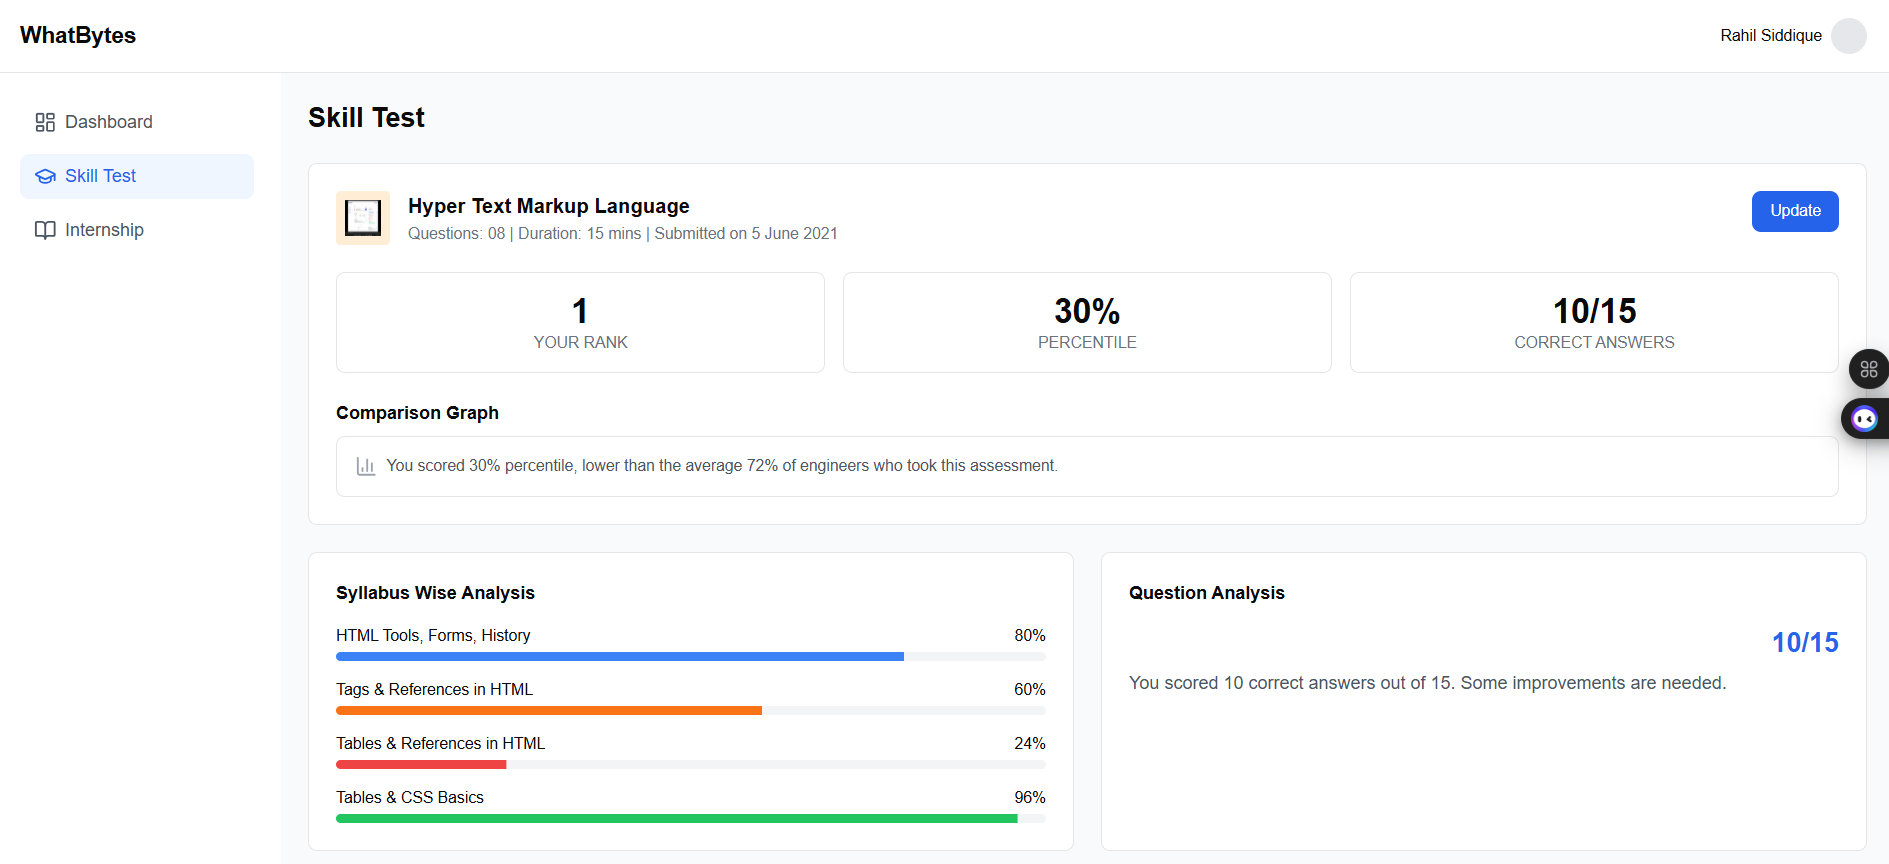 WhatBytes
Rahil Siddique
Dashboard
Skill Test
Internship
Skill Test
Hyper Text Markup Language
Questions: 08 | Duration: 15 mins | Submitted on 5 June 2021
Update
1
YOUR RANK
30%
PERCENTILE
10/15
CORRECT ANSWERS
Comparison Graph
You scored 30% percentile, lower than the average 72% of engineers who took this assessment.
Syllabus Wise Analysis
HTML Tools, Forms, History 80%
Tags & References in HTML 60%
Tables & References in HTML 24%
Tables & CSS Basics 96%
Question Analysis
10/15
You scored 10 correct answers out of 15. Some improvements are needed.